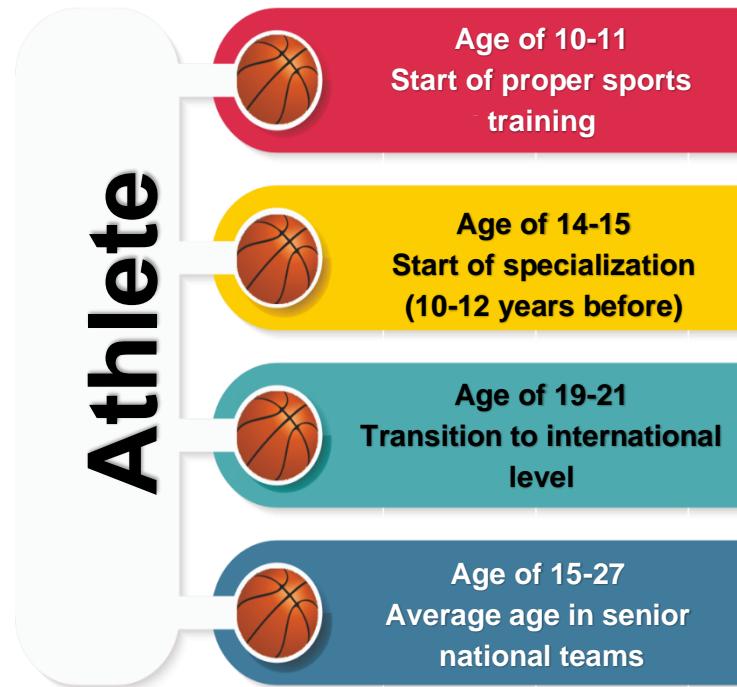 Athlete
Age of 10-11
Start of proper sports
training
Age of 14-15
Start of specialization
(10-12 years before)
Age of 19-21
Transition to international
level
Age of 15-27
Average age in senior
national teams